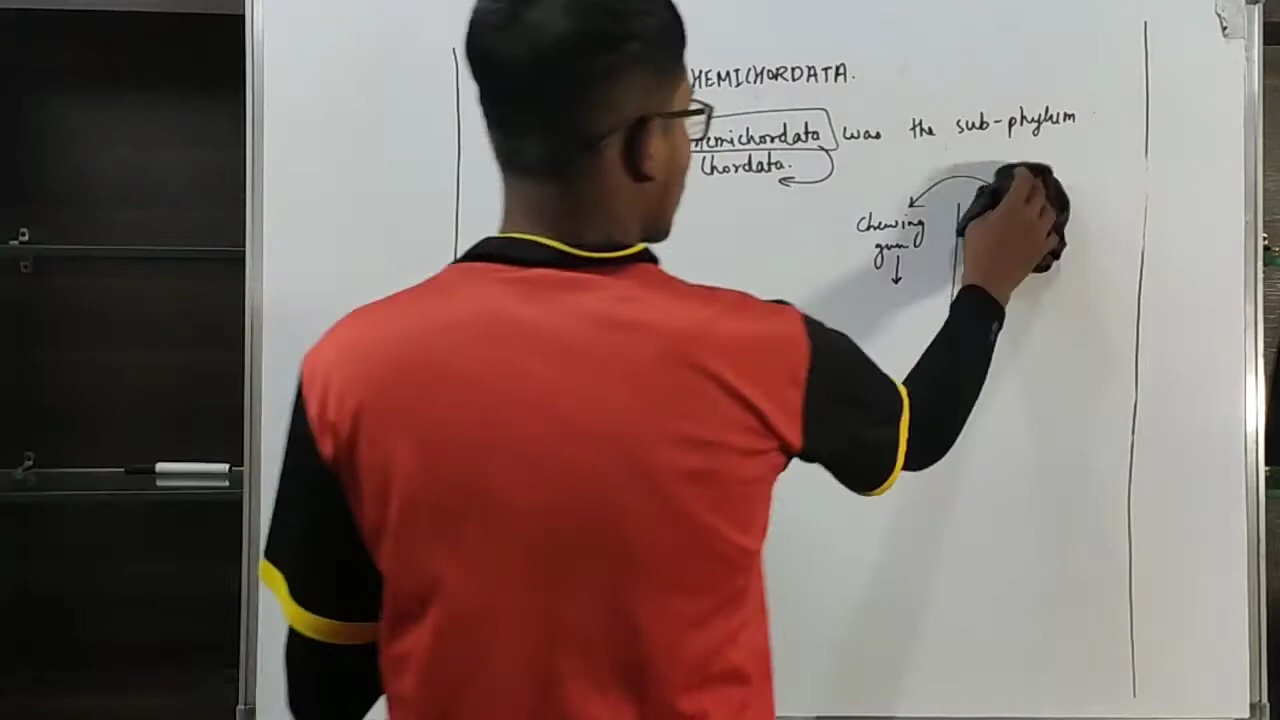 HEMICHORDATA.
Hemichordata was the sub-phylum
Chordata.
chewing
gum